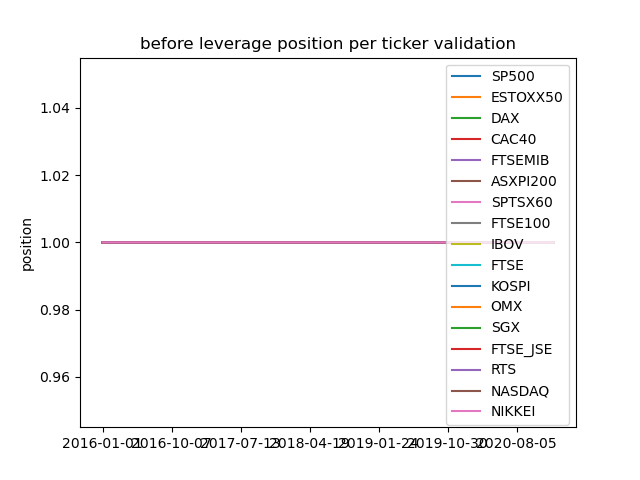 before leverage position per ticker validation
position
1.04
1.02
1.00
0.98
0.96
SP500
ESTOXX50
DAX
CAC40
FTSEMIB
ASXPI200
SPTSX60
FTSE100
IBOV
FTSE
KOSPI
OMX
SGX
FTSE_JSE
RTS
NASDAQ
NIKKEI
2016-01-01 2016-10-07 2017-07-13 2018-04-19 2019-01-24 2019-10-30 2020-08-05